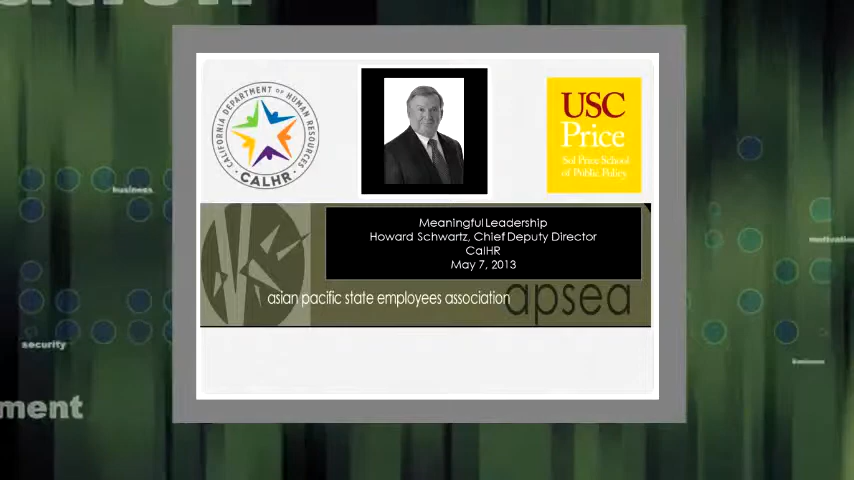 CALIFORNIA DEPARTMENT OF HUMAN RESOURCES
CALHR
USC
Price
Sol Price School
of Public Policy
Meaningful Leadership
Howard Schwartz, Chief Deputy Director
CalHR
May 7, 2013
asian pacific state employees association
apsea
business
security
ment